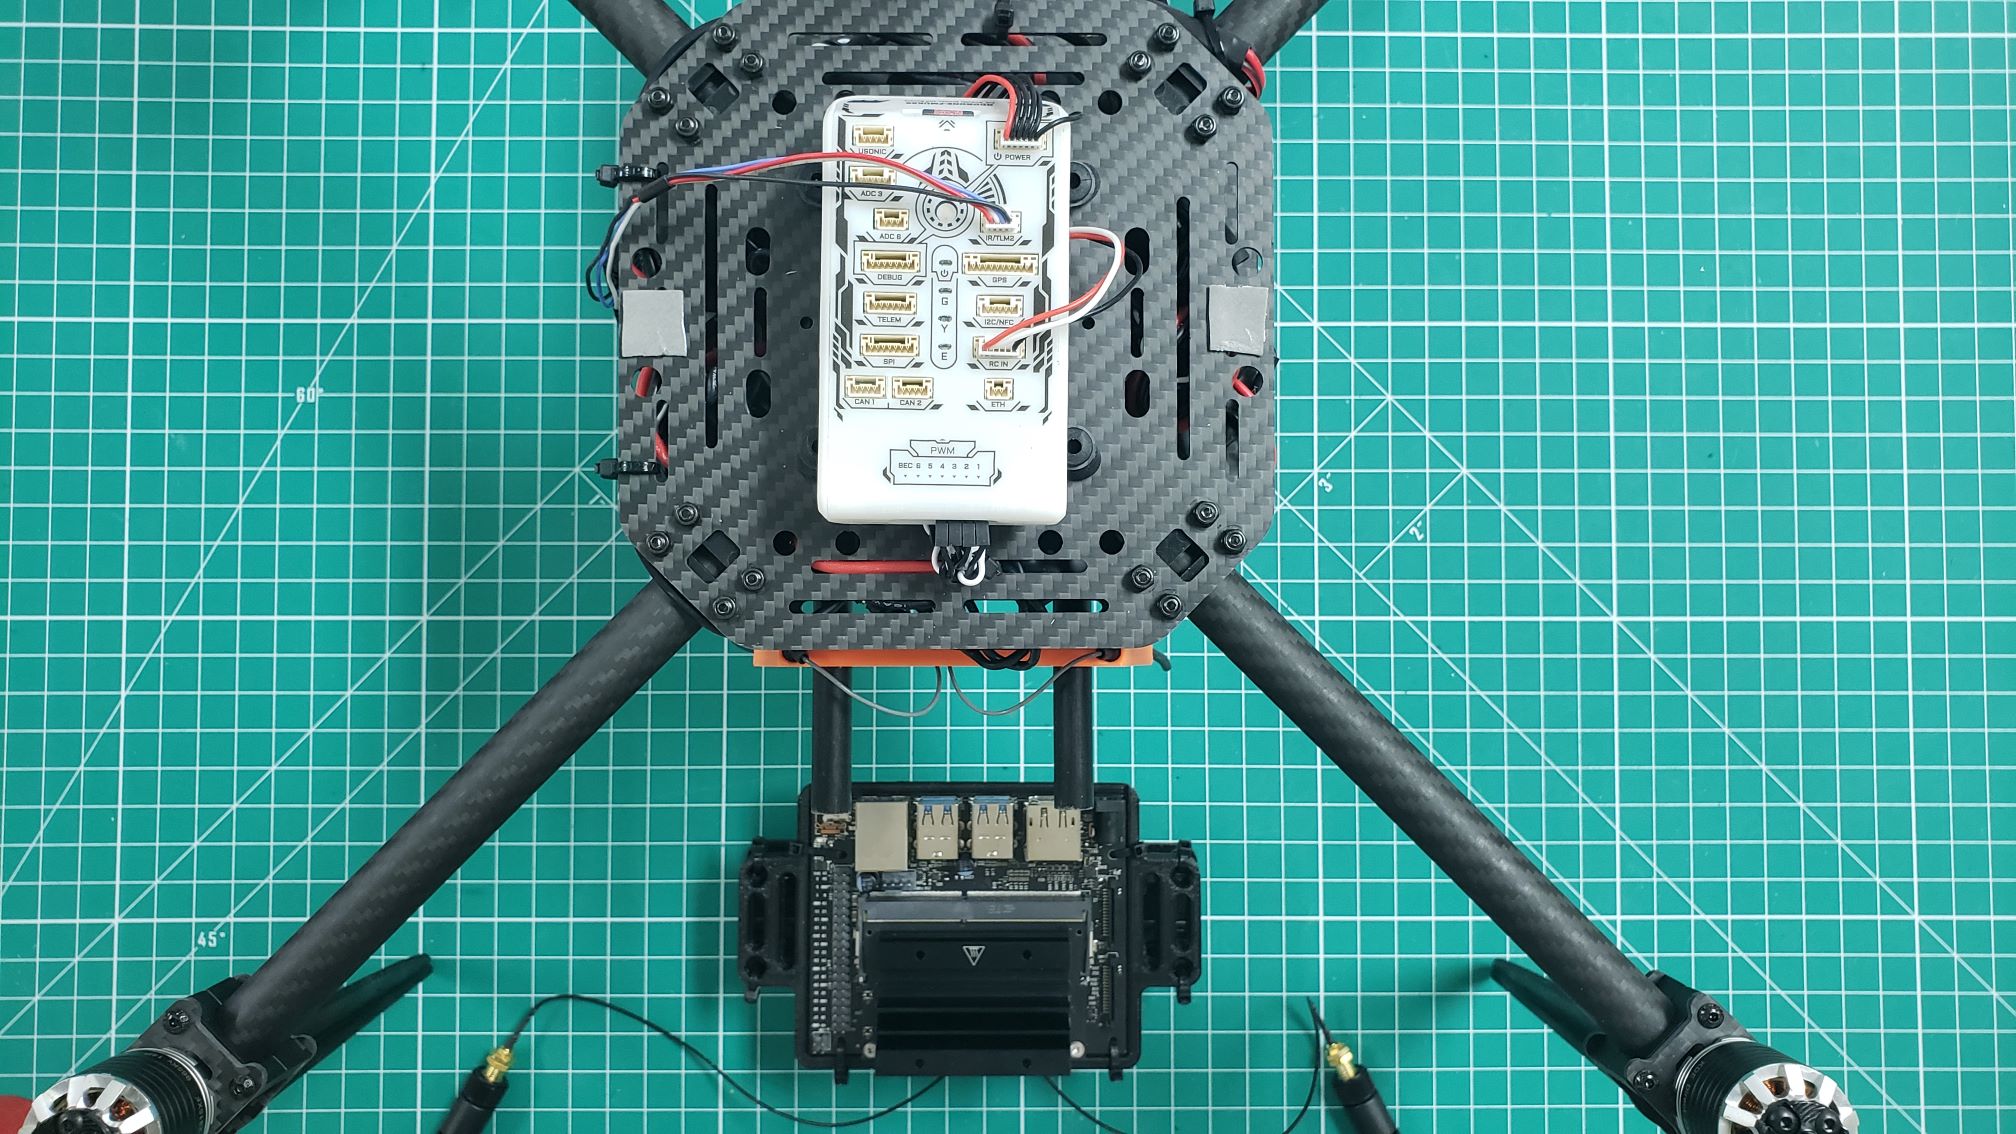 USONIC
POWER
ADC 3
ADC 6
IR/TLM2
DEBUG
GPS
G
TELEM
I2C/NFC
Y
SPI
E
RC IN
CAN 1
CAN 2
ETH
PWM
BEC 6 5 4 3 2 1
60°
3"
2"
45°